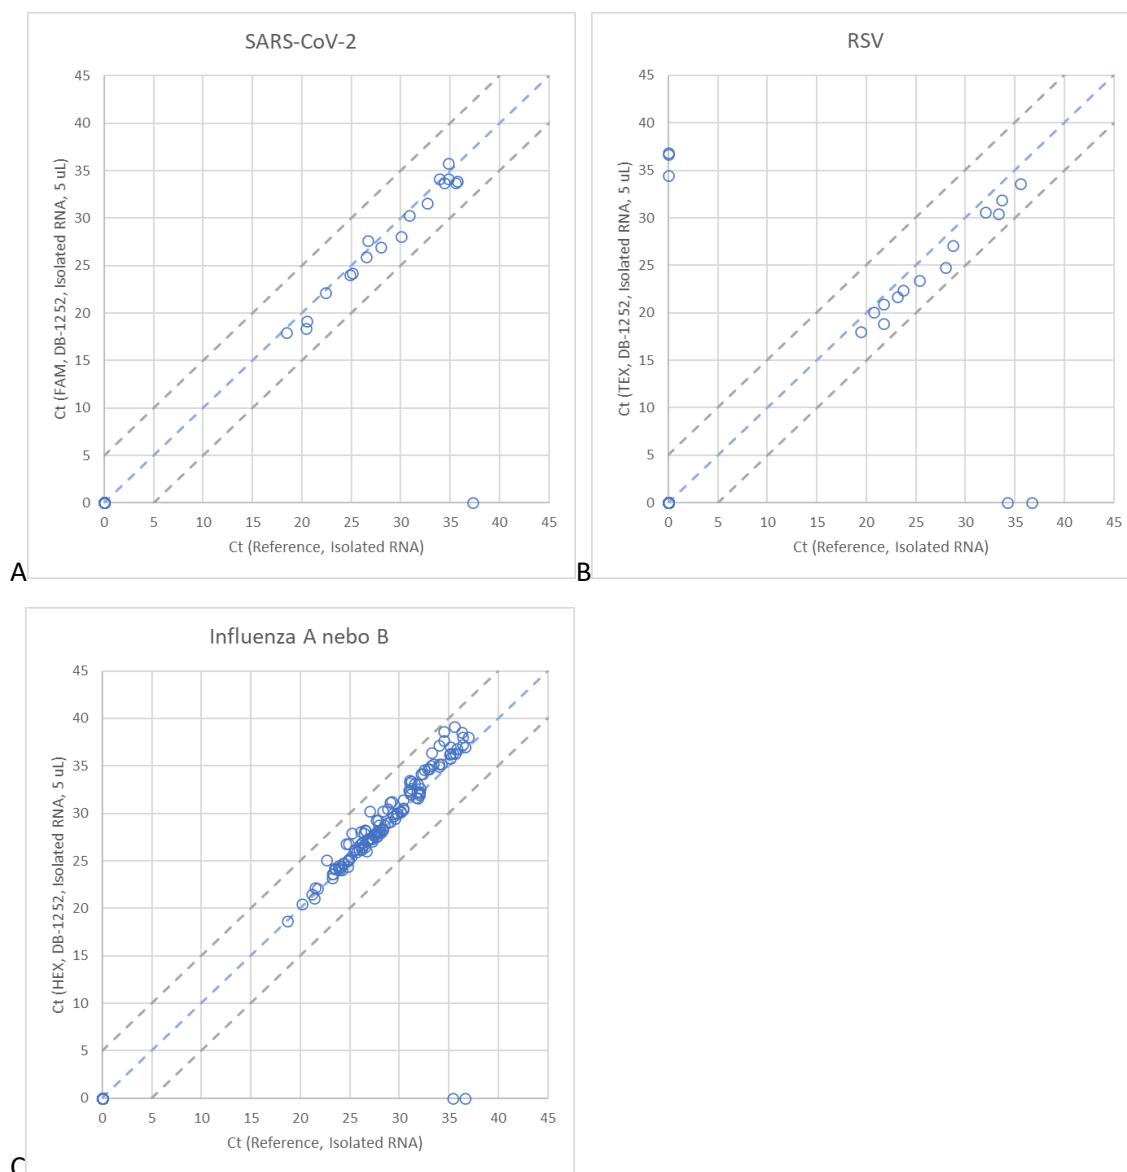 SARS-CoV-2
45
40
35
30
25
20
15
10
5
0
0 5 10 15 20 25 30 35 40 45
Ct (FAM, DB-1252, Isolated RNA, 5 uL)
Ct (Reference, Isolated RNA)
A
RSV
45
40
35
30
25
20
15
10
5
0
0 5 10 15 20 25 30 35 40 45
Ct (TEX, DB-1252, Isolated RNA, 5 uL)
Ct (Reference, Isolated RNA)
B
Influenza A nebo B
45
40
35
30
25
20
15
10
5
0
0 5 10 15 20 25 30 35 40 45
Ct (HEX, DB-1252, Isolated RNA, 5 uL)
Ct (Reference, Isolated RNA)
C